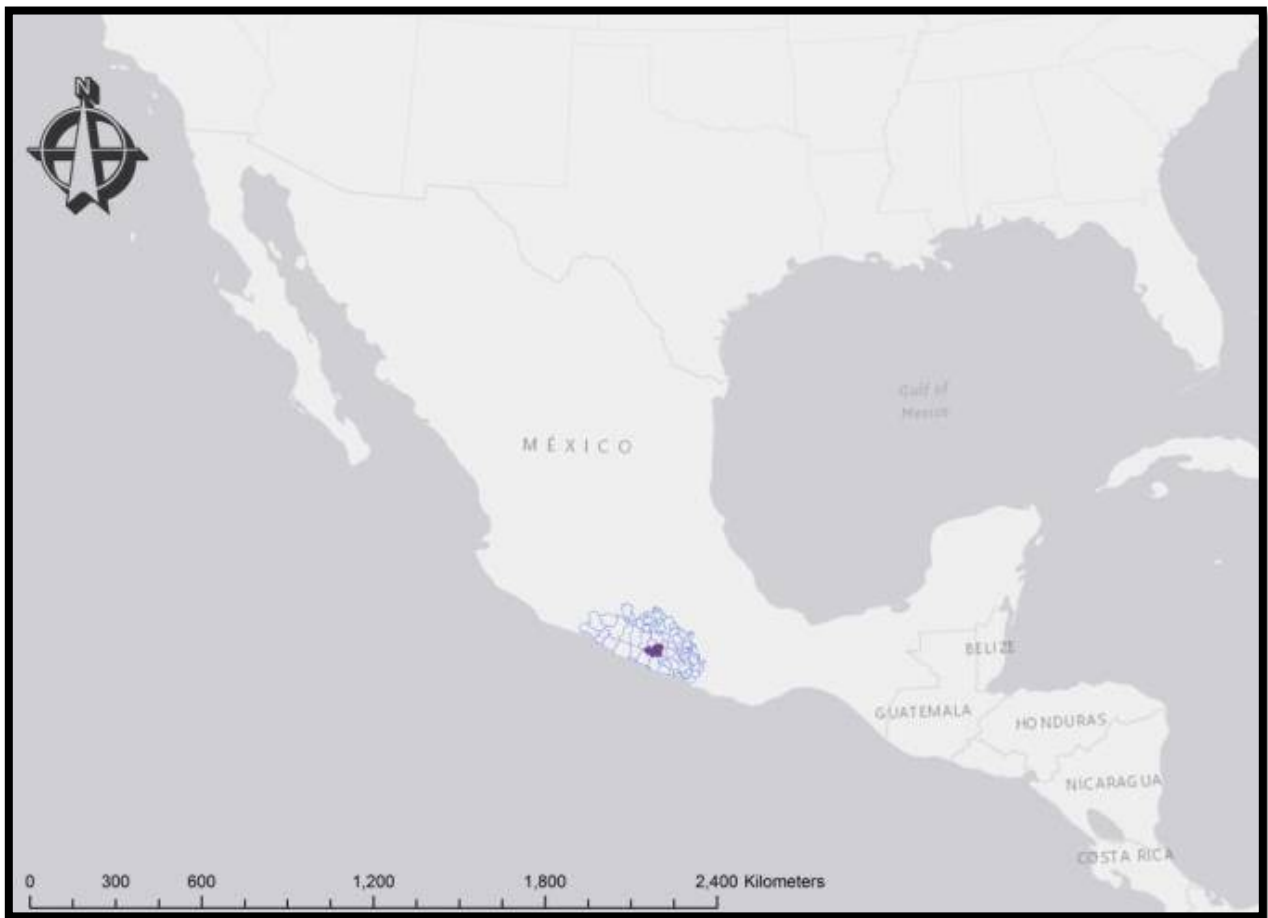 N
Gulf of
Mexico
MÉXICO
BELIZE
GUATEMALA
HONDURAS
NICARAGUA
COSTA RICA
0 300 600 1,200 1,800 2,400 Kilometers